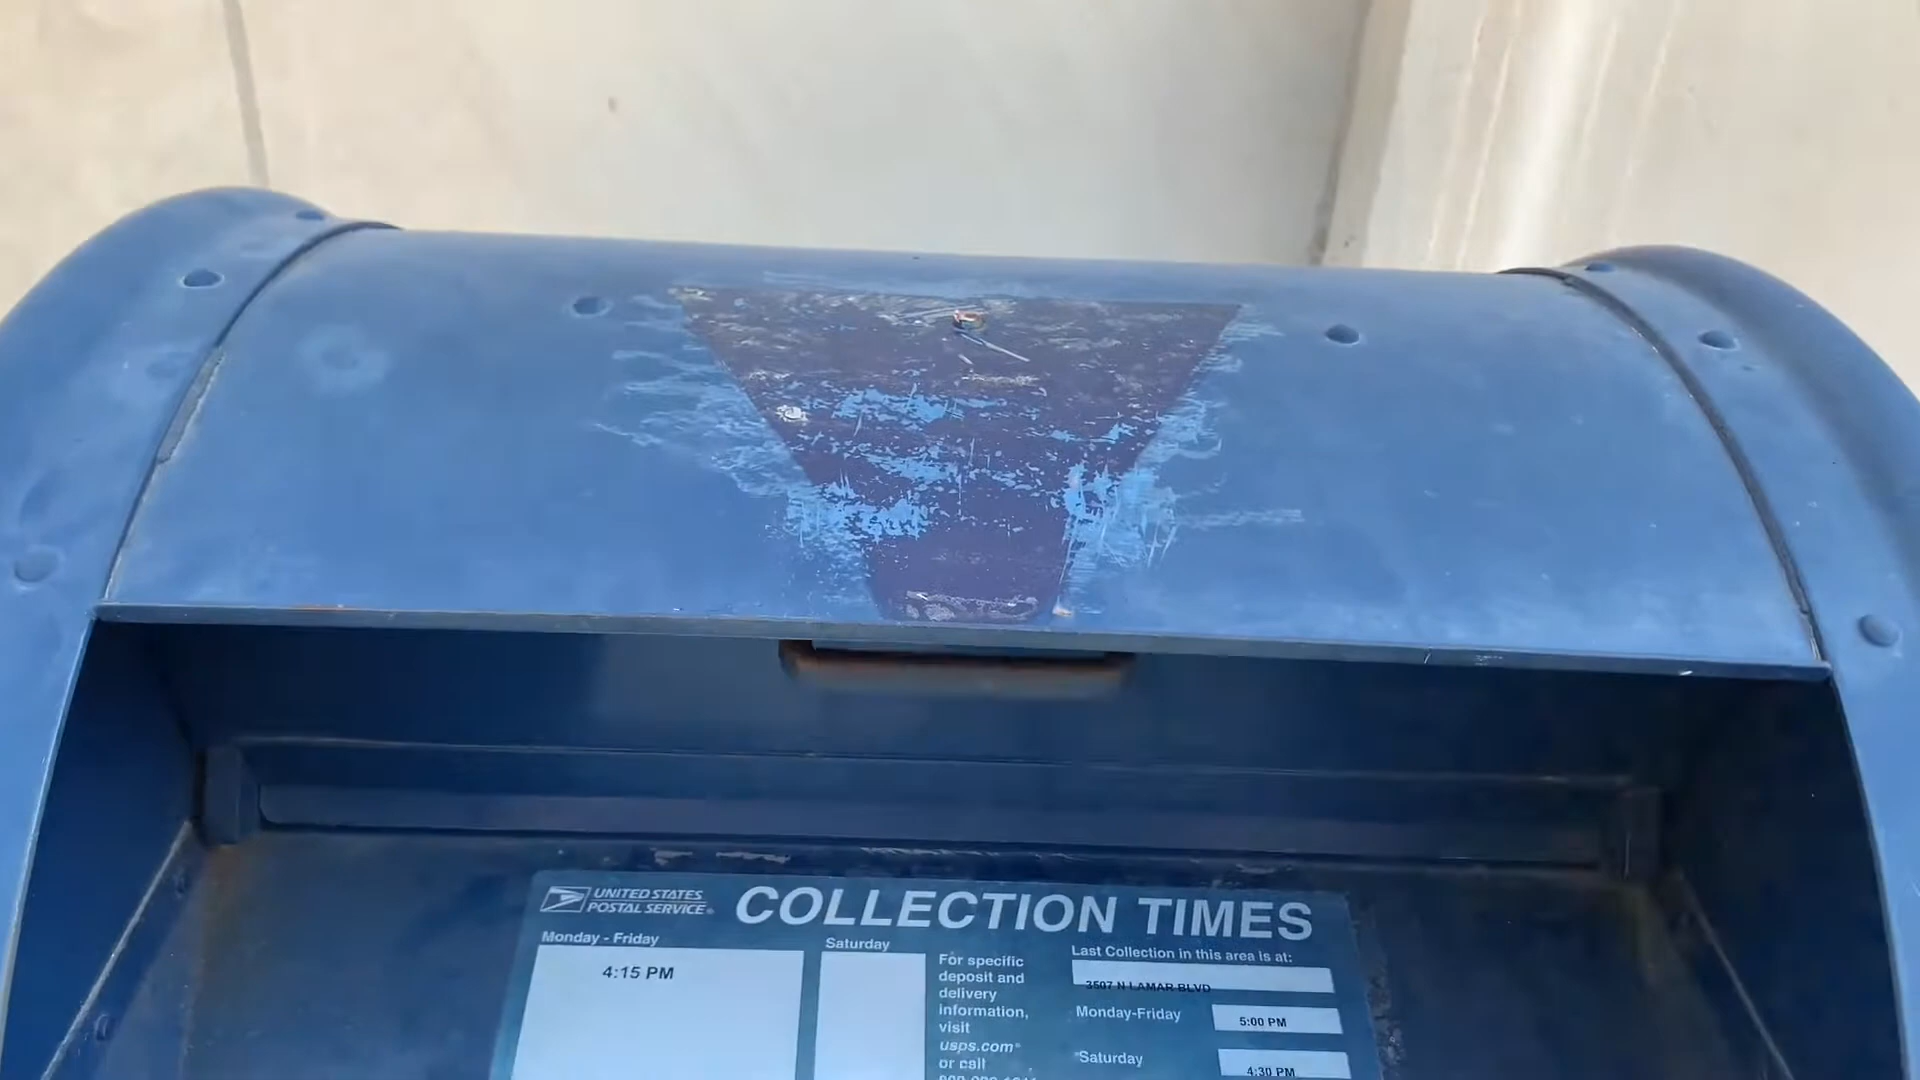 UNITED STATES
POSTAL SERVICE®
COLLECTION TIMES
Monday - Friday
4:15 PM
Saturday
For specific
deposit and
delivery
information,
visit
usps.com®
or call
Last Collection in this area is at:
3507 N LAMAR BLVD
Monday-Friday
5:00 PM
*Saturday
4:30 PM